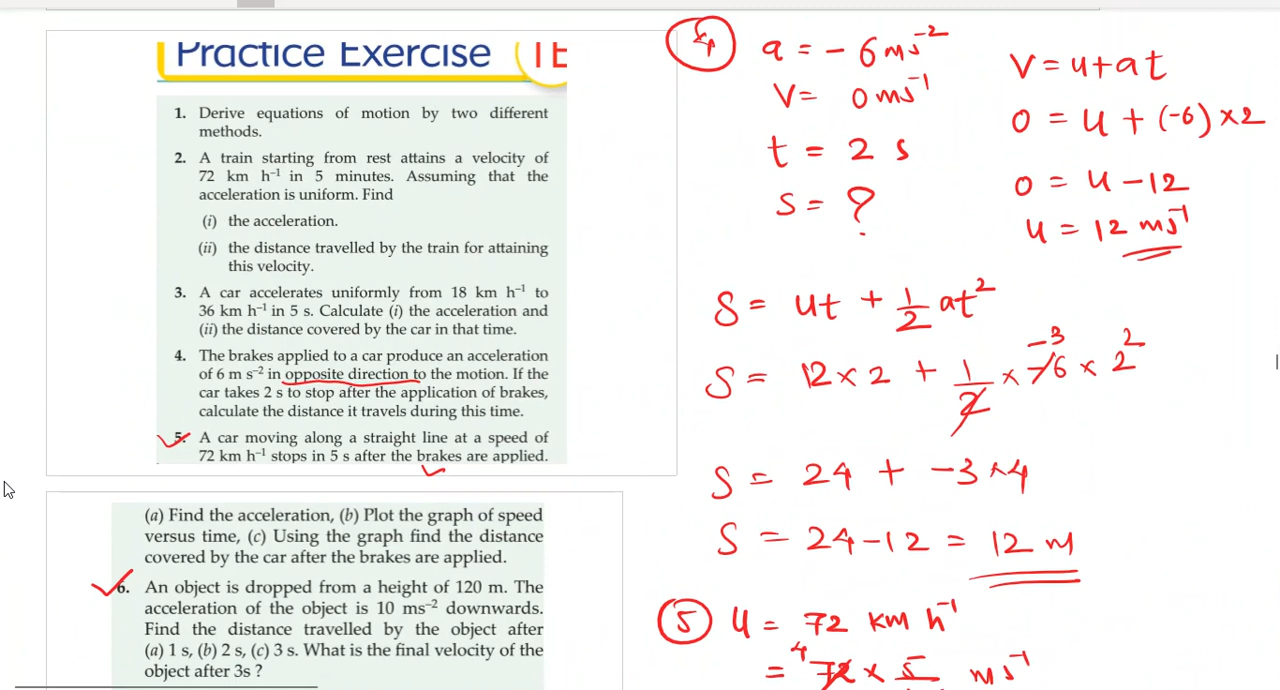 Practice Exercise 1E
1. Derive equations of motion by two different
methods.
2. A train starting from rest attains a velocity of
72 km h⁻¹ in 5 minutes. Assuming that the
acceleration is uniform. Find
(i) the acceleration.
(ii) the distance travelled by the train for attaining
this velocity.
3. A car accelerates uniformly from 18 km h⁻¹ to
36 km h⁻¹ in 5 s. Calculate (i) the acceleration and
(ii) the distance covered by the car in that time.
4. The brakes applied to a car produce an acceleration
of 6 m s⁻² in opposite direction to the motion. If the
car takes 2 s to stop after the application of brakes,
calculate the distance it travels during this time.
5. A car moving along a straight line at a speed of
72 km h⁻¹ stops in 5 s after the brakes are applied.
(a) Find the acceleration, (b) Plot the graph of speed
versus time, (c) Using the graph find the distance
covered by the car after the brakes are applied.
6. An object is dropped from a height of 120 m. The
acceleration of the object is 10 ms⁻² downwards.
Find the distance travelled by the object after
(a) 1 s, (b) 2 s, (c) 3 s. What is the final velocity of the
object after 3s ?
4 a = - 6 ms⁻²
V = 0 ms⁻¹
t = 2 s
S = ?
V = u + at
0 = u + (-6) × 2
0 = u - 12
u = 12 ms⁻¹
S = ut + 1/2 at²
S = 12 × 2 + 1/2 × -6 × 2²
-3
S = 24 + -3 × 4
S = 24 - 12 = 12 m
5 u = 72 km h⁻¹
= 72 × 5 ms⁻¹
4